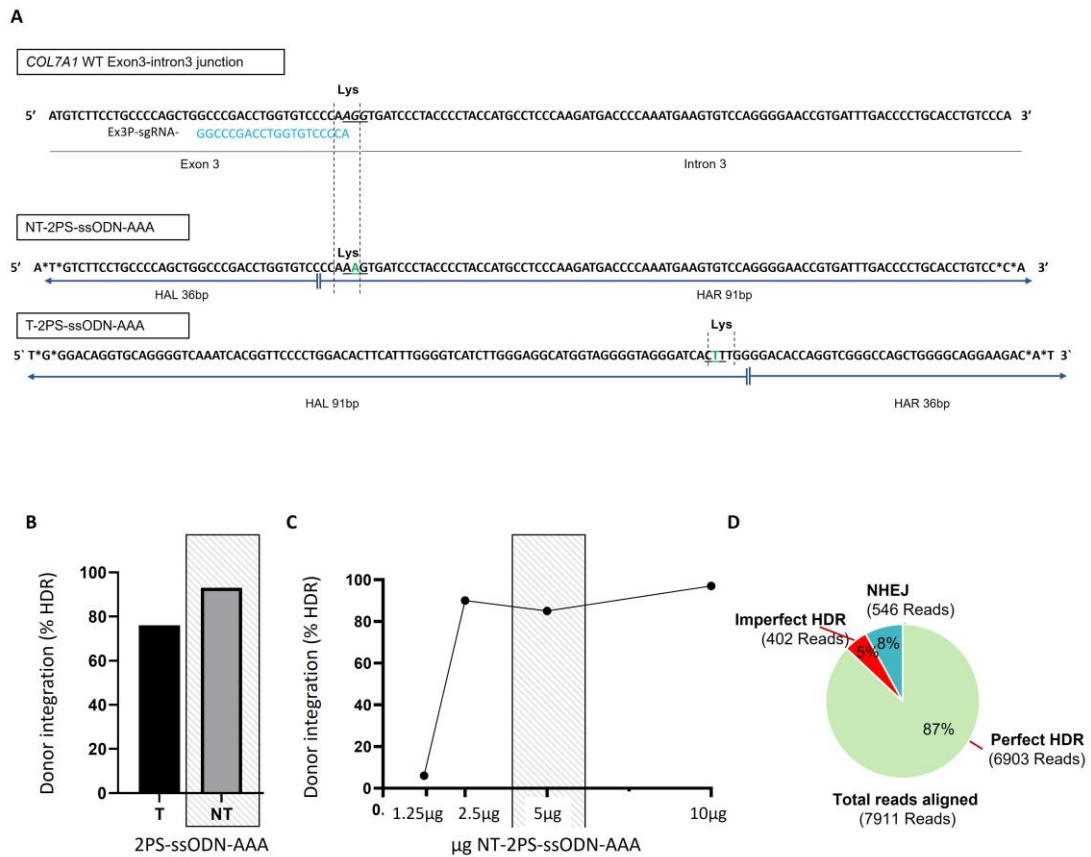 A
COL7A1 WT Exon3-intron3 junction
Lys
5’ ATGTCTTCCTGCCCCAGCTGGCCCGACCTGGTGTCCCCAAGGTGATCCCTACCCCTACCATGCCTCCCAAGATGACCCCAAATGAAGTGTCCAGGGGAACCGTGATTTGACCCCTGCACCTGTCCCA 3’
Ex3P-sgRNA- GGCCCGACCTGGTGTCCCCA
Exon 3 Intron 3
NT-2PS-ssODN-AAA
Lys
5’ A*T*GTCTTCCTGCCCCAGCTGGCCCGACCTGGTGTCCCCAAAGTGATCCCTACCCCTACCATGCCTCCCAAGATGACCCCAAATGAAGTGTCCAGGGGAACCGTGATTTGACCCCTGCACCTGTCC*C*A 3’
HAL 36bp HAR 91bp
T-2PS-ssODN-AAA
Lys
5` T*G*GGACAGGTGCAGGGGTCAAATCACGGTTCCCCTGGACACTTCATTTGGGGTCATCTTGGGAGGCATGGTAGGGGTAGGGATCACTTTGGGGACACCAGGTCGGGCCAGCTGGGGCAGGAAGAC*A*T 3`
HAL 91bp HAR 36bp
B
Donor integration (% HDR)
100
80
60
40
20
0
T NT
2PS-ssODN-AAA
C
Donor integration (% HDR)
100
80
60
40
20
0
0. 1.25µg 2.5µg 5µg 10µg
µg NT-2PS-ssODN-AAA
D
NHEJ
(546 Reads)
Imperfect HDR
(402 Reads)
5% 8%
87%
Perfect HDR
(6903 Reads)
Total reads aligned
(7911 Reads)